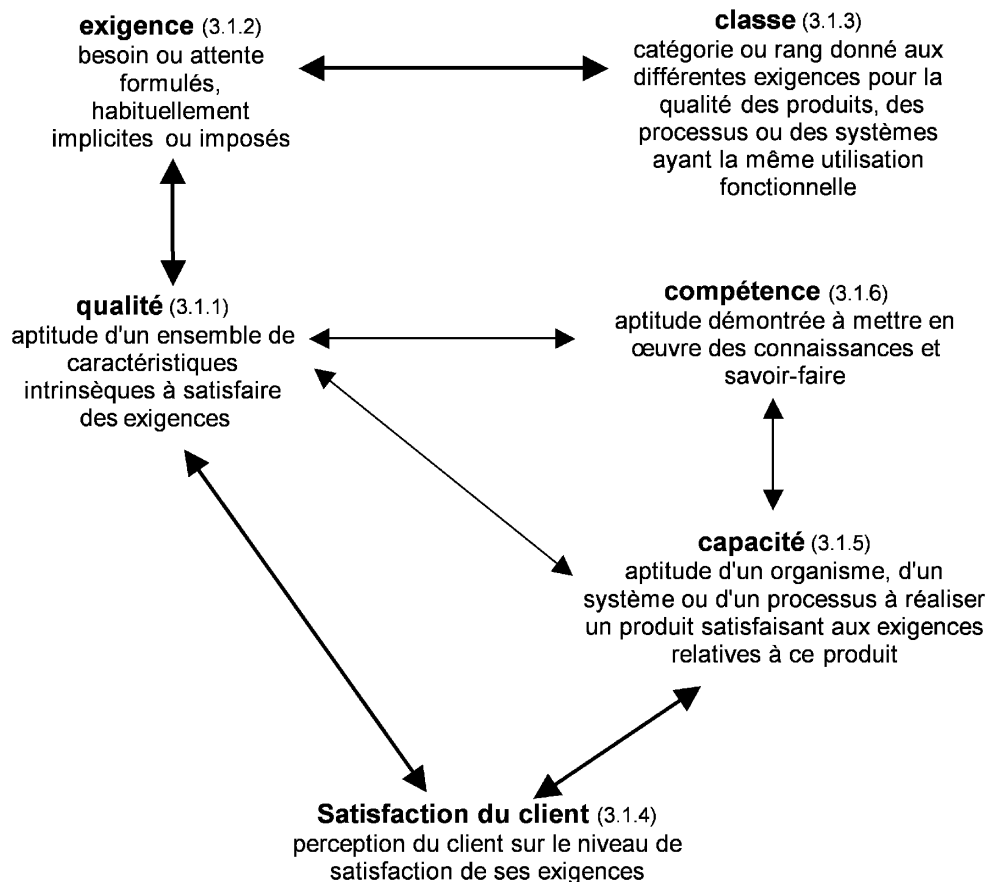 exigence (3.1.2)
besoin ou attente
formulés,
habituellement
implicites ou imposés
classe (3.1.3)
catégorie ou rang donné aux
différentes exigences pour la
qualité des produits, des
processus ou des systèmes
ayant la même utilisation
fonctionnelle
qualité (3.1.1)
aptitude d'un ensemble de
caractéristiques
intrinsèques à satisfaire
des exigences
compétence (3.1.6)
aptitude démontrée à mettre en
œuvre des connaissances et
savoir-faire
capacité (3.1.5)
aptitude d'un organisme, d'un
système ou d'un processus à réaliser
un produit satisfaisant aux exigences
relatives à ce produit
Satisfaction du client (3.1.4)
perception du client sur le niveau de
satisfaction de ses exigences